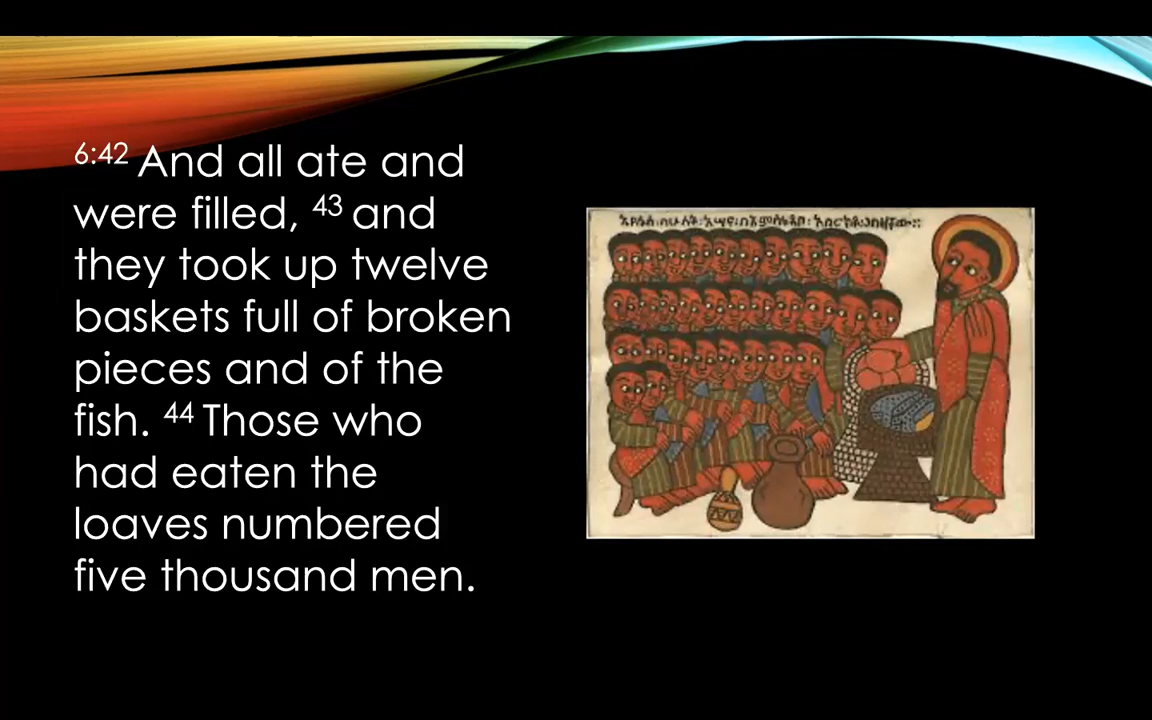 6:42 And all ate and
were filled, 43 and
they took up twelve
baskets full of broken
pieces and of the
fish. 44 Those who
had eaten the
loaves numbered
five thousand men.